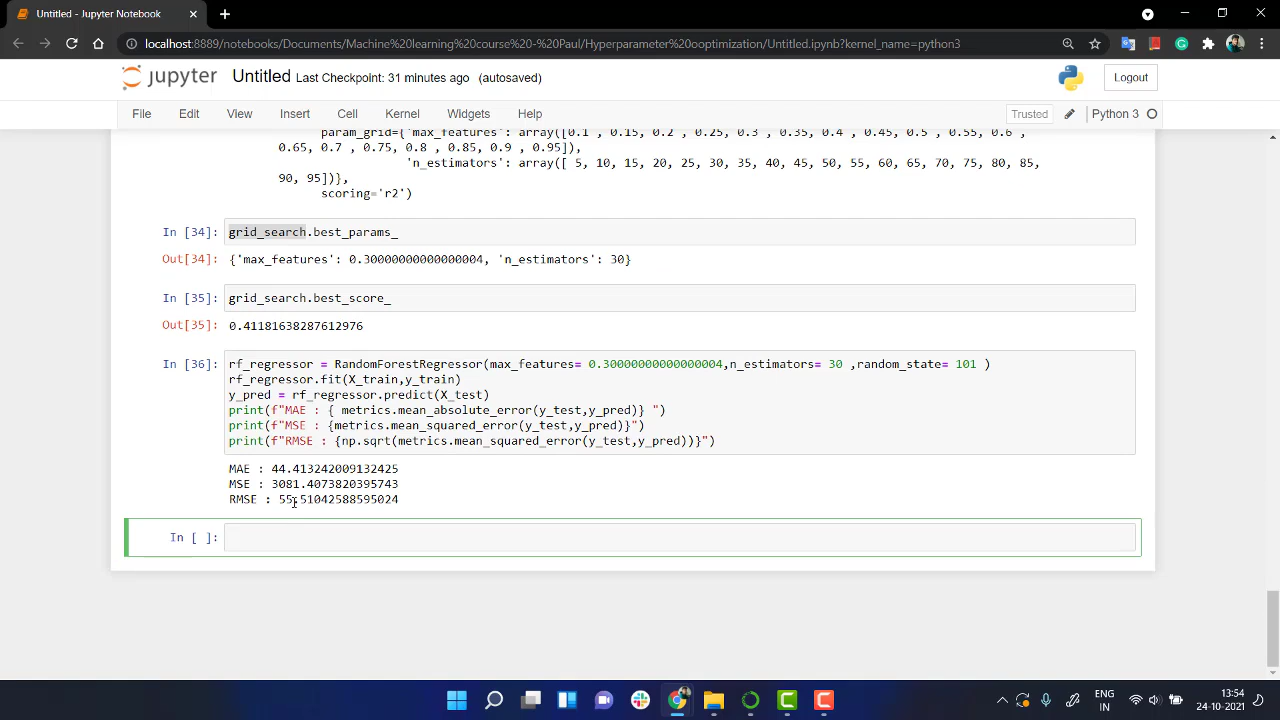 Untitled - Jupyter Notebook
localhost:8889/notebooks/Documents/Machine%20learning%20course%20-%20Paul/Hyperparameter%20ooptimization/Untitled.ipynb?kernel_name=python3
jupyter Untitled Last Checkpoint: 31 minutes ago (autosaved)
Logout
File Edit View Insert Cell Kernel Widgets Help
Trusted Python 3
param_grid={'max_features': array([0.1 , 0.15, 0.2 , 0.25, 0.3 , 0.35, 0.4 , 0.45, 0.5 , 0.55, 0.6 ,
0.65, 0.7 , 0.75, 0.8 , 0.85, 0.9 , 0.95]),
'n_estimators': array([ 5, 10, 15, 20, 25, 30, 35, 40, 45, 50, 55, 60, 65, 70, 75, 80, 85,
90, 95])},
scoring='r2')
In [34]: grid_search.best_params_
Out[34]: {'max_features': 0.30000000000000004, 'n_estimators': 30}
In [35]: grid_search.best_score_
Out[35]: 0.41181638287612976
In [36]: rf_regressor = RandomForestRegressor(max_features= 0.30000000000000004,n_estimators= 30 ,random_state= 101 )
rf_regressor.fit(X_train,y_train)
y_pred = rf_regressor.predict(X_test)
print(f"MAE : { metrics.mean_absolute_error(y_test,y_pred)} ")
print(f"MSE : {metrics.mean_squared_error(y_test,y_pred)}")
print(f"RMSE : {np.sqrt(metrics.mean_squared_error(y_test,y_pred))}")
MAE : 44.413242009132425
MSE : 3081.4073820395743
RMSE : 55.51042588595024
In [ ]:
ENG
IN
13:54
24-10-2021